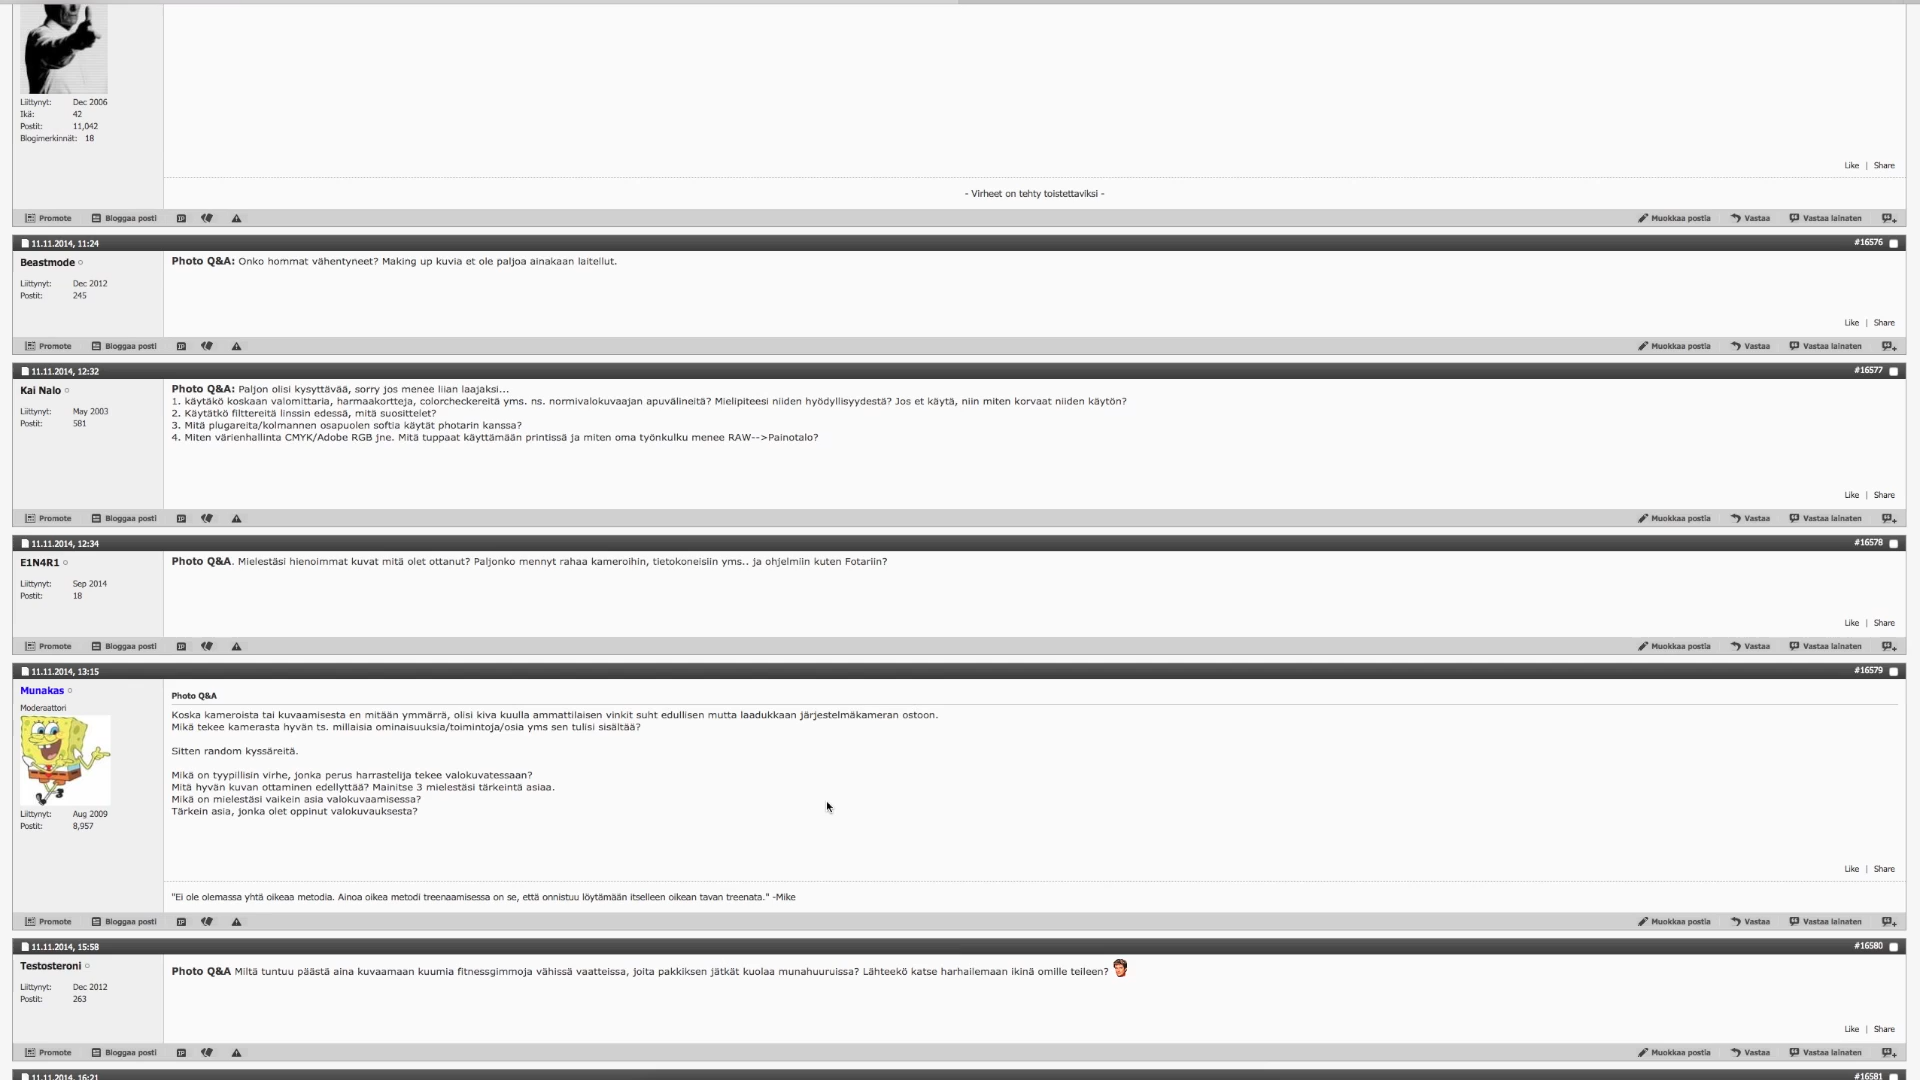 Liittynyt: Dec 2006
Ikä: 42
Postit: 11,042
Blogimerkinnät: 18
Like | Share
- Virheet on tehty toistettaviksi -
Promote Bloggaa posti Muokkaa postia Vastaa Vastaa lainaten
11.11.2014, 11:24 #16576
Beastmode
Photo Q&A: Onko hommat vähentyneet? Making up kuvia et ole paljoa ainakaan laitellut.
Liittynyt: Dec 2012
Postit: 245
Like | Share
Promote Bloggaa posti Muokkaa postia Vastaa Vastaa lainaten
11.11.2014, 12:32 #16577
Kai Nalo
Liittynyt: May 2003
Postit: 581
Photo Q&A: Paljon olisi kysyttävää, sorry jos menee liian laajaksi...
1. käytäkö koskaan valomittaria, harmaakortteja, colorcheckereitä yms. ns. normivalokuvaajan apuvälineitä? Mielipiteesi niiden hyödyllisyydestä? Jos et käytä, niin miten korvaat niiden käytön?
2. Käytätkö filttereitä linssin edessä, mitä suosittelet?
3. Mitä plugareita/kolmannen osapuolen softia käytät photarin kanssa?
4. Miten värienhallinta CMYK/Adobe RGB jne. Mitä tuppaat käyttämään printissä ja miten oma työnkulku menee RAW-->Painotalo?
Like | Share
Promote Bloggaa posti Muokkaa postia Vastaa Vastaa lainaten
11.11.2014, 12:34 #16578
E1N4R1
Photo Q&A. Mielestäsi hienoimmat kuvat mitä olet ottanut? Paljonko mennyt rahaa kameroihin, tietokoneisiin yms.. ja ohjelmiin kuten Fotariin?
Liittynyt: Sep 2014
Postit: 18
Like | Share
Promote Bloggaa posti Muokkaa postia Vastaa Vastaa lainaten
11.11.2014, 13:15 #16579
Munakas
Moderaattori
Liittynyt: Aug 2009
Postit: 8,957
Photo Q&A
Koska kameroista tai kuvaamisesta en mitään ymmärrä, olisi kiva kuulla ammattilaisen vinkit suht edullisen mutta laadukkaan järjestelmäkameran ostoon.
Mikä tekee kamerasta hyvän ts. millaisia ominaisuuksia/toimintoja/osia yms sen tulisi sisältää?
Sitten random kyssäreitä.
Mikä on tyypillisin virhe, jonka perus harrastelija tekee valokuvatessaan?
Mitä hyvän kuvan ottaminen edellyttää? Mainitse 3 mielestäsi tärkeintä asiaa.
Mikä on mielestäsi vaikein asia valokuvaamisessa?
Tärkein asia, jonka olet oppinut valokuvauksesta?
Like | Share
"Ei ole olemassa yhtä oikeaa metodia. Ainoa oikea metodi treenaamisessa on se, että onnistuu löytämään itselleen oikean tavan treenata." -Mike
Promote Bloggaa posti Muokkaa postia Vastaa Vastaa lainaten
11.11.2014, 15:58 #16580
Testosteroni
Photo Q&A Miltä tuntuu päästä aina kuvaamaan kuumia fitnessgimmoja vähissä vaatteissa, joita pakkiksen jätkät kuolaa munahuuruissa? Lähteekö katse harhailemaan ikinä omille teileen?
Liittynyt: Dec 2012
Postit: 263
Like | Share
Promote Bloggaa posti Muokkaa postia Vastaa Vastaa lainaten
11.11.2014, 16:21 #16581